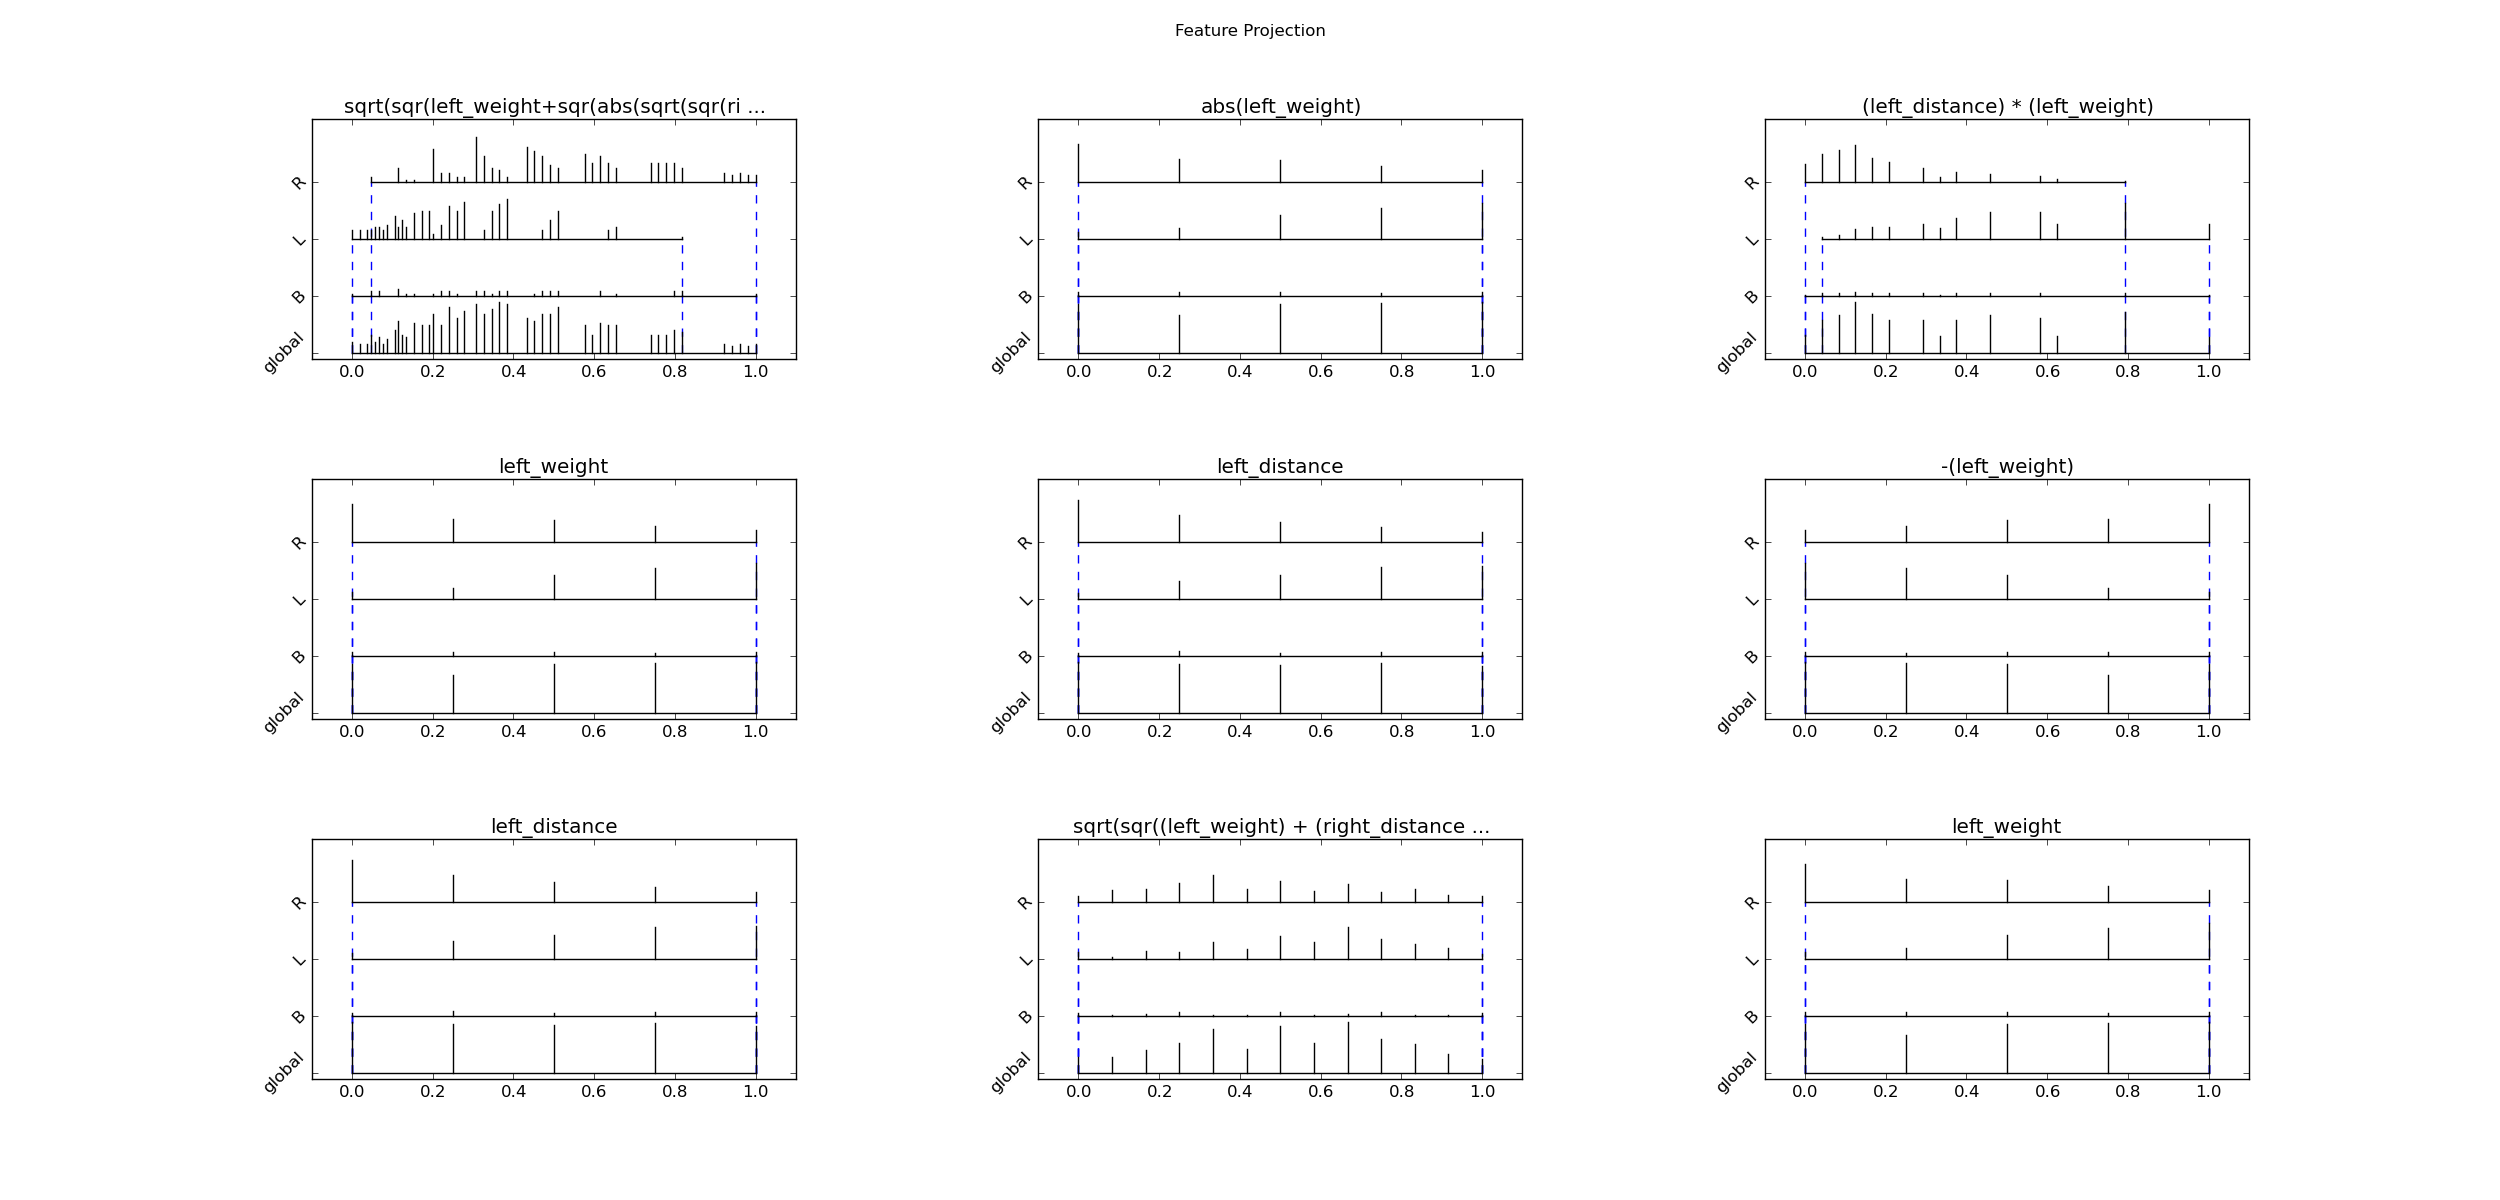 Feature Projection
sqrt(sqr(left_weight+sqr(abs(sqrt(sqr(ri ...
R
L
B
global
0.0 0.2 0.4 0.6 0.8 1.0
abs(left_weight)
R
L
B
global
0.0 0.2 0.4 0.6 0.8 1.0
(left_distance) * (left_weight)
R
L
B
global
0.0 0.2 0.4 0.6 0.8 1.0
left_weight
R
L
B
global
0.0 0.2 0.4 0.6 0.8 1.0
left_distance
R
L
B
global
0.0 0.2 0.4 0.6 0.8 1.0
-(left_weight)
R
L
B
global
0.0 0.2 0.4 0.6 0.8 1.0
left_distance
R
L
B
global
0.0 0.2 0.4 0.6 0.8 1.0
sqrt(sqr((left_weight) + (right_distance ...
R
L
B
global
0.0 0.2 0.4 0.6 0.8 1.0
left_weight
R
L
B
global
0.0 0.2 0.4 0.6 0.8 1.0